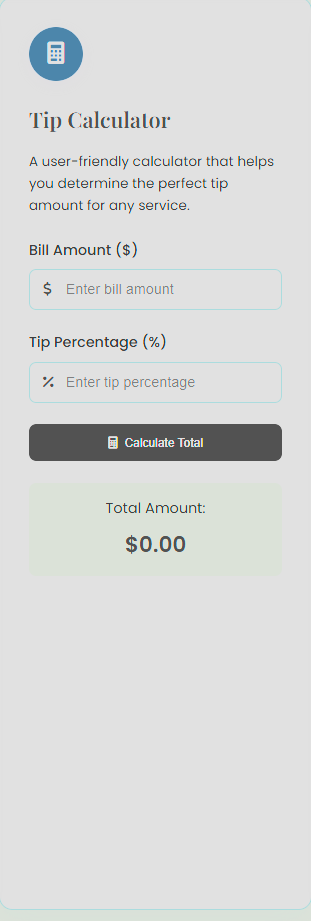 Tip Calculator
A user-friendly calculator that helps
you determine the perfect tip
amount for any service.
Bill Amount ($)
$ Enter bill amount
Tip Percentage (%)
% Enter tip percentage
Calculate Total
Total Amount:
$0.00